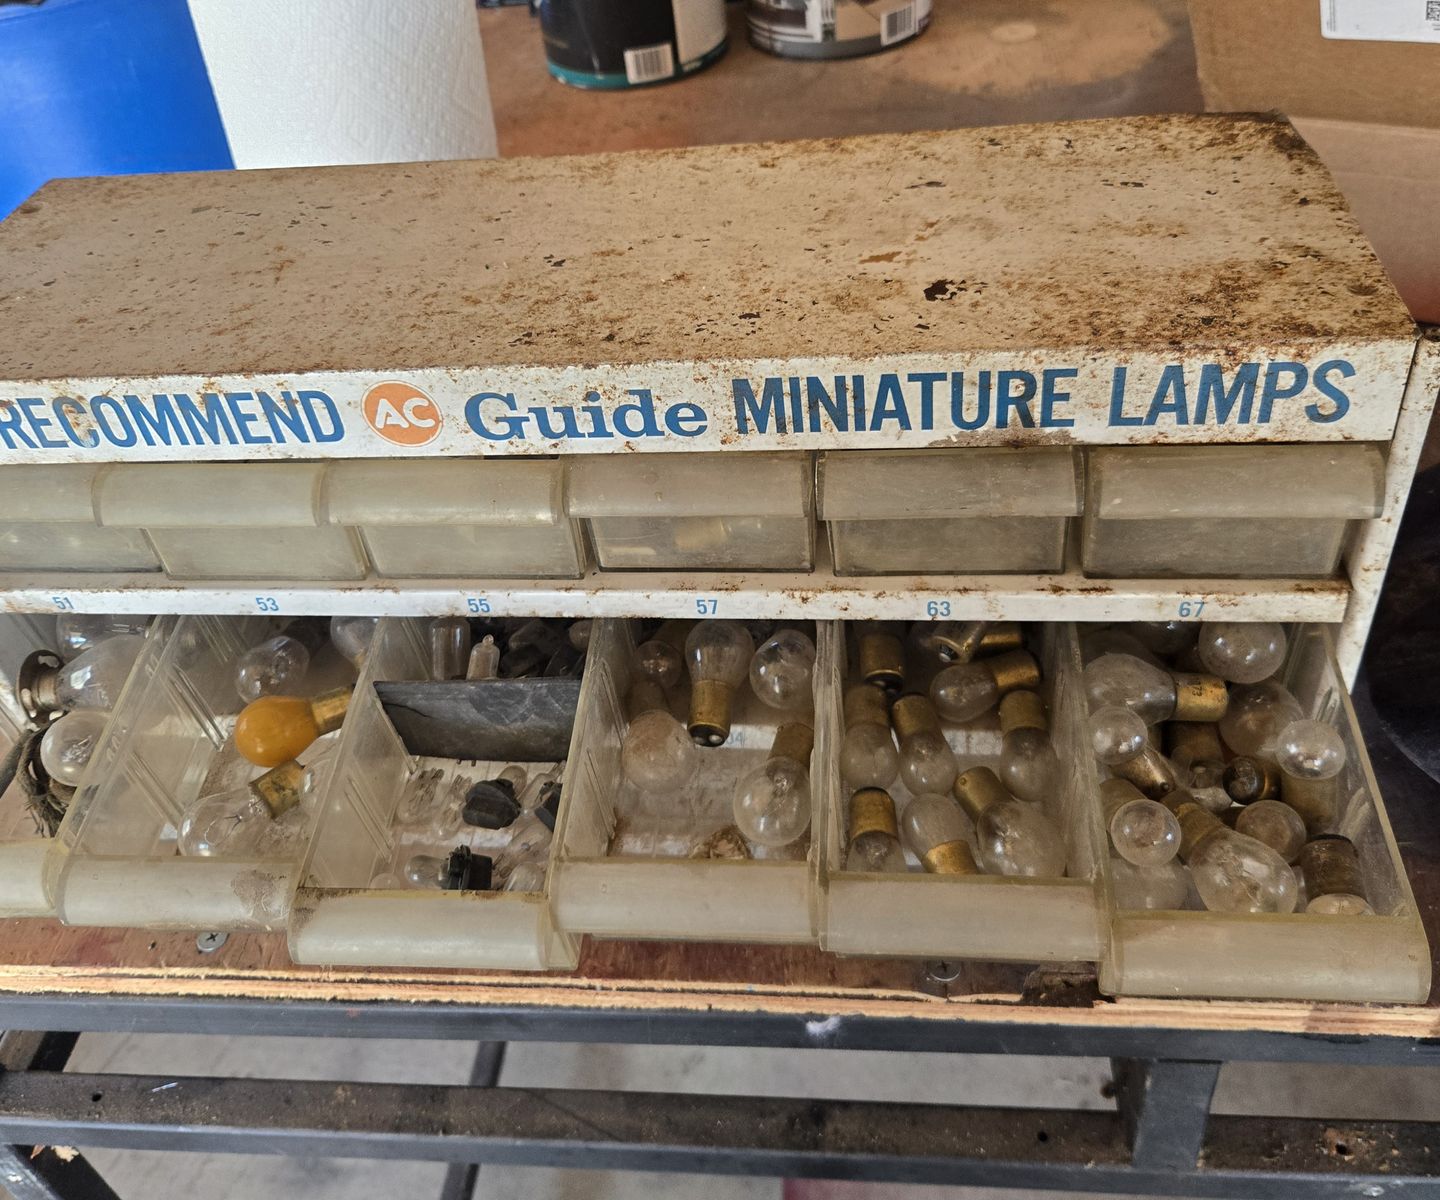 RECOMMEND AC Guide MINIATURE LAMPS
51 53 55 57 63 67